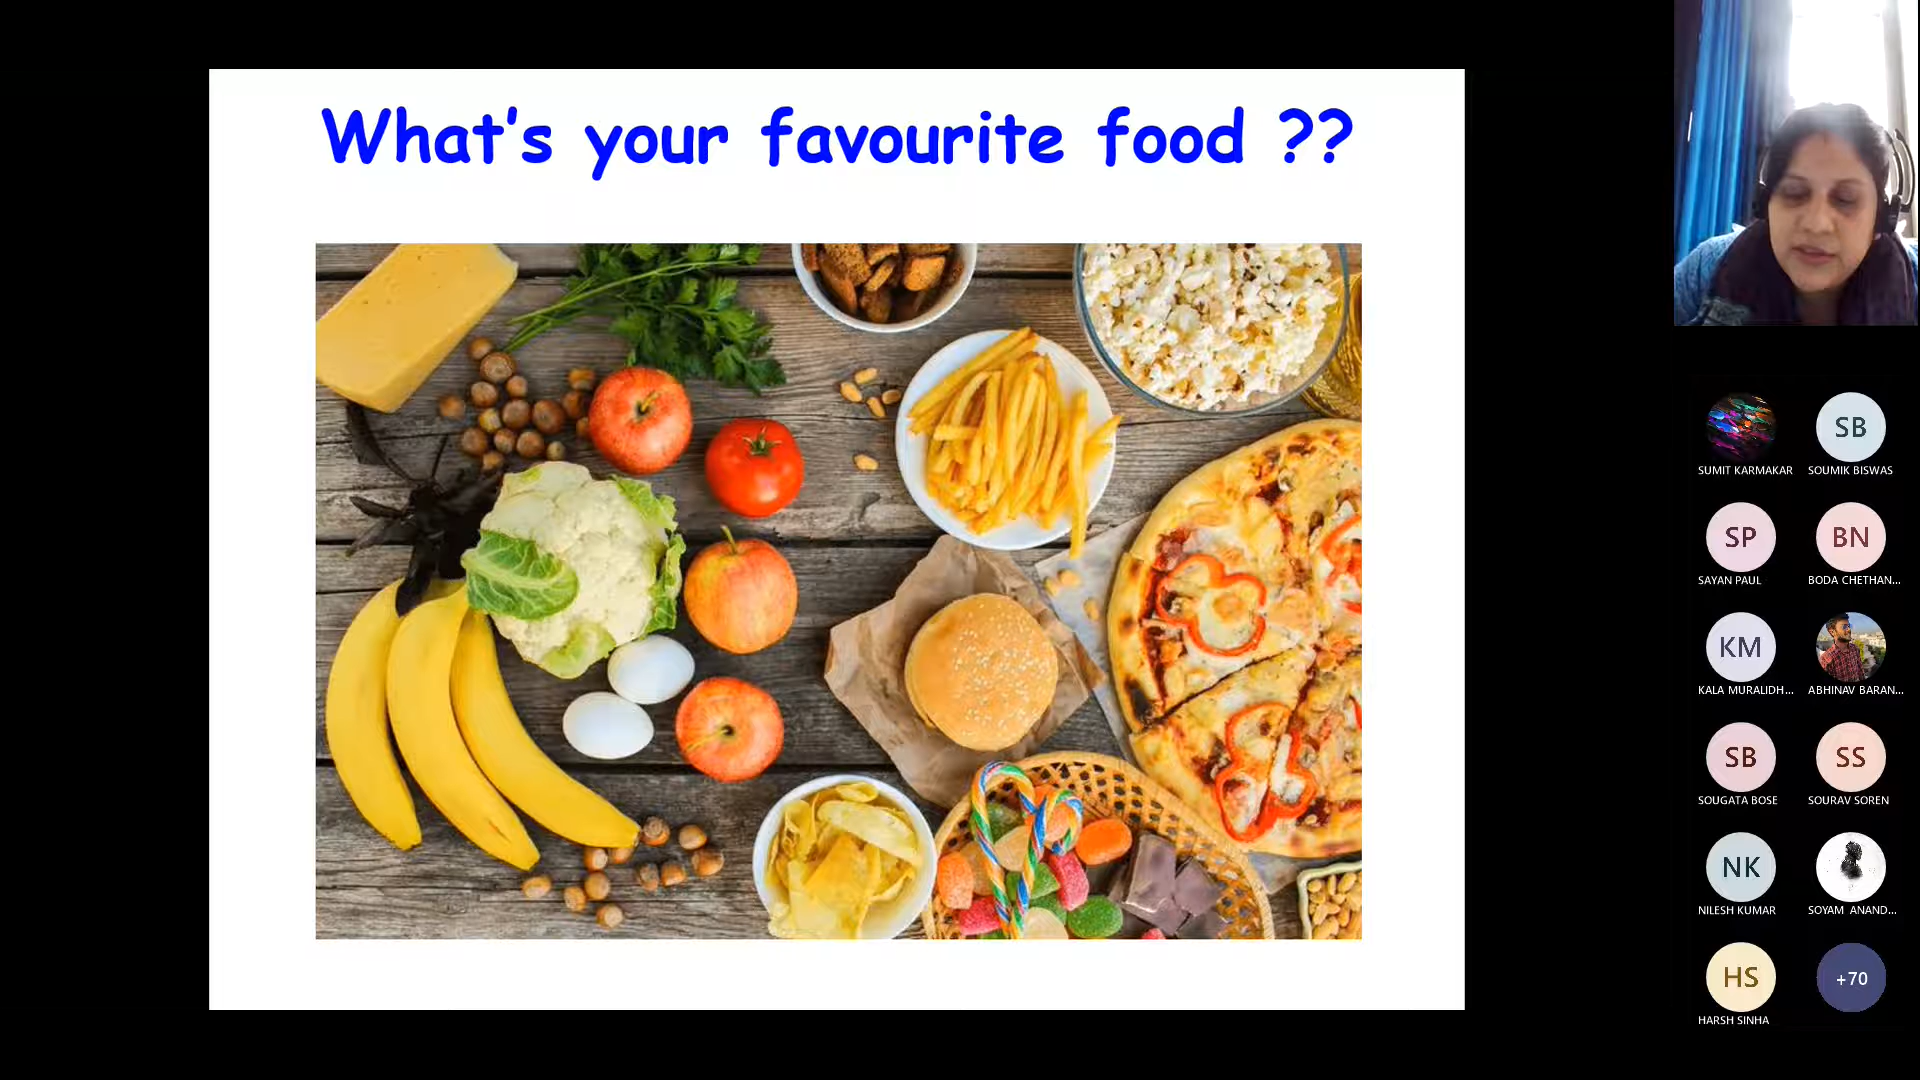 What's your favourite food ??
SUMIT KARMAKAR
SB
SOUMIK BISWAS
SP
SAYAN PAUL
BN
BODA CHETHAN...
KM
KALA MURALIDH...
ABHINAV BARAN...
SB
SOUGATA BOSE
SS
SOURAV SOREN
NK
NILESH KUMAR
SOYAM ANAND...
HS
HARSH SINHA
+70